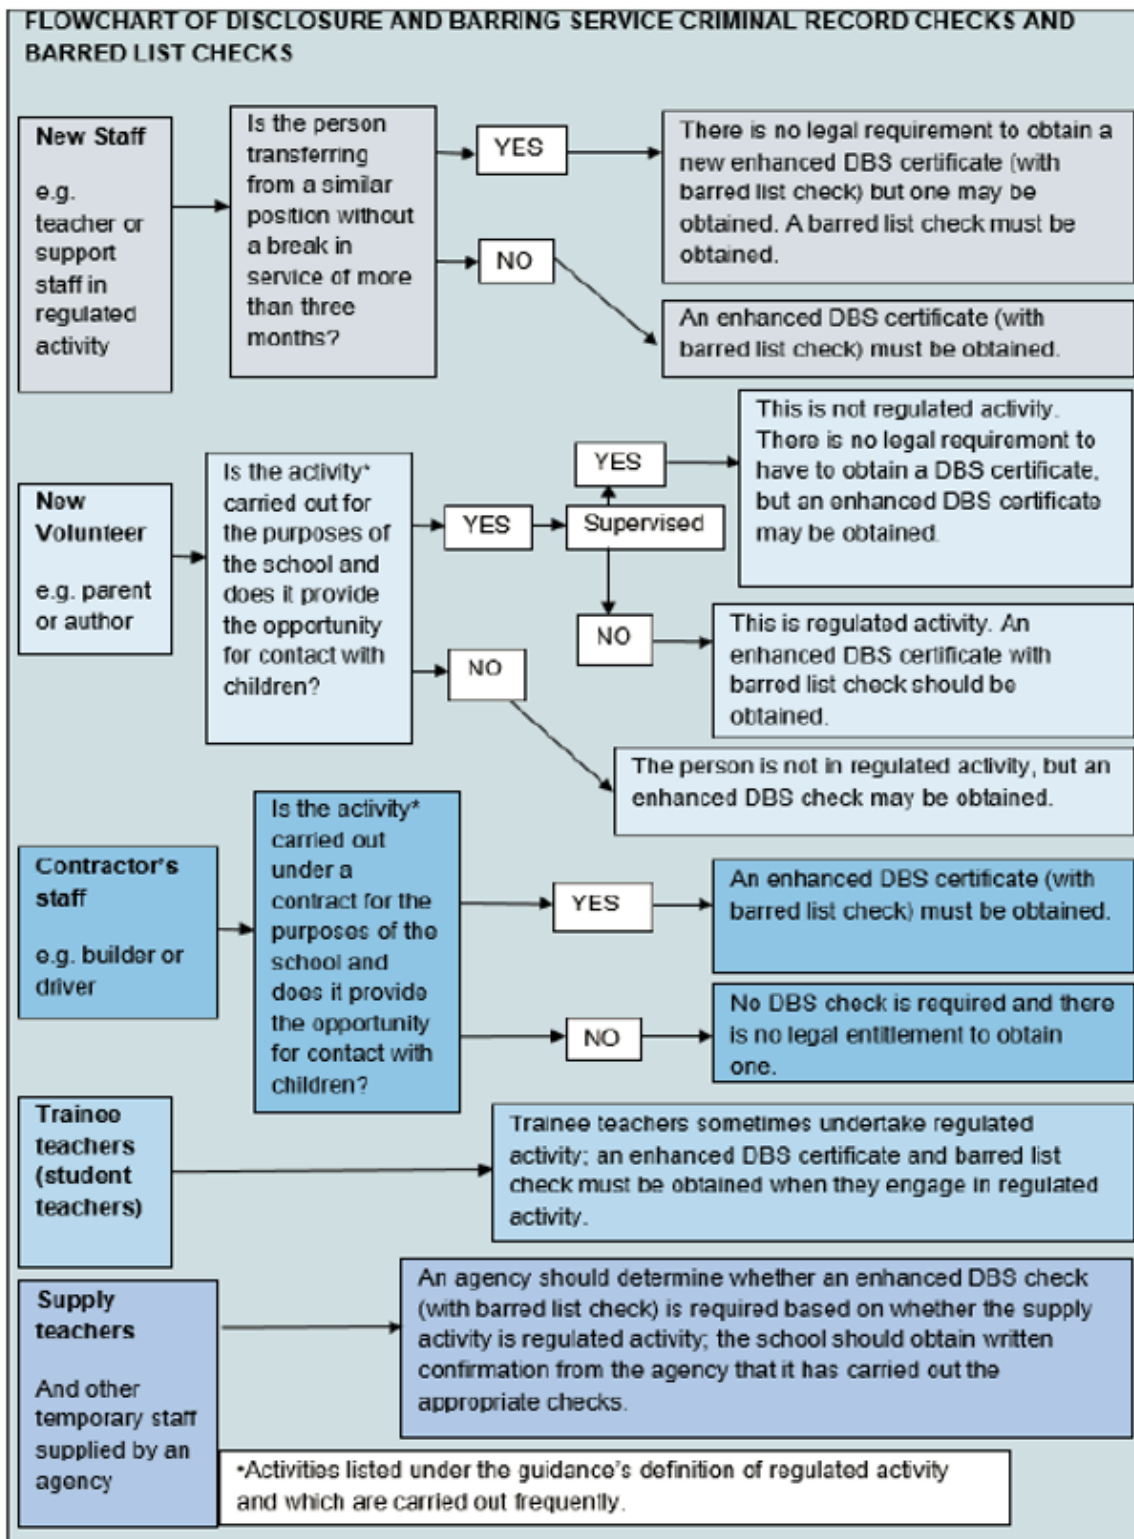 FLOWCHART OF DISCLOSURE AND BARRING SERVICE CRIMINAL RECORD CHECKS AND
BARRED LIST CHECKS
New Staff
e.g.
teacher or
support
staff in
regulated
activity
Is the person
transferring
from a similar
position without
a break in
service of more
than three
months?
YES
There is no legal requirement to obtain a
new enhanced DBS certificate (with
barred list check) but one may be
obtained. A barred list check must be
obtained.
NO
An enhanced DBS certificate (with
barred list check) must be obtained.
New
Volunteer
e.g. parent
or author
Is the activity*
carried out for
the purposes of
the school and
does it provide
the opportunity
for contact with
children?
YES
Supervised
YES
This is not regulated activity.
There is no legal requirement to
have to obtain a DBS certificate,
but an enhanced DBS certificate
may be obtained.
NO
This is regulated activity. An
enhanced DBS certificate with
barred list check should be
obtained.
NO
The person is not in regulated activity, but an
enhanced DBS check may be obtained.
Contractor's
staff
e.g. builder or
driver
Is the activity*
carried out
under a
contract for the
purposes of the
school and
does it provide
the opportunity
for contact with
children?
YES
An enhanced DBS certificate (with
barred list check) must be obtained.
NO
No DBS check is required and there
is no legal entitlement to obtain
one.
Trainee
teachers
(student
teachers)
Trainee teachers sometimes undertake regulated
activity; an enhanced DBS certificate and barred list
check must be obtained when they engage in regulated
activity.
Supply
teachers
And other
temporary staff
supplied by an
agency
An agency should determine whether an enhanced DBS check
(with barred list check) is required based on whether the supply
activity is regulated activity; the school should obtain written
confirmation from the agency that it has carried out the
appropriate checks.
•Activities listed under the guidance's definition of regulated activity
and which are carried out frequently.